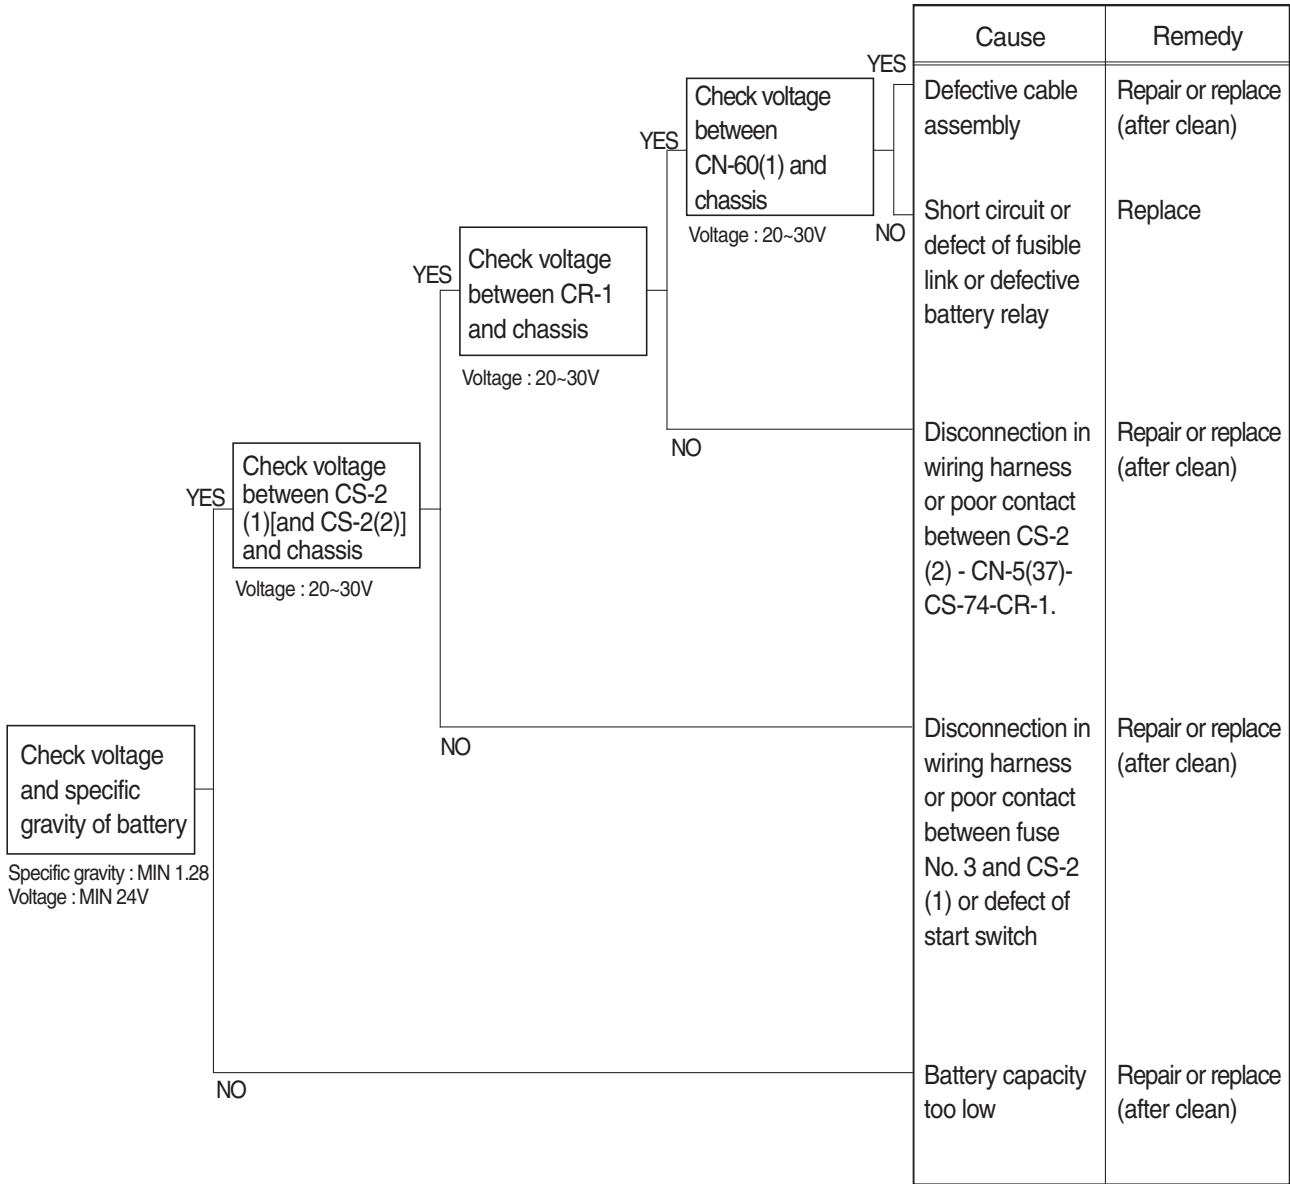 Cause
Remedy
YES
Defective cable
assembly
Repair or replace
(after clean)
Check voltage
between
CN-60(1) and
chassis
YES
Voltage : 20~30V
NO
Short circuit or
defect of fusible
link or defective
battery relay
Replace
YES
Check voltage
between CR-1
and chassis
Voltage : 20~30V
NO
Disconnection in
wiring harness
or poor contact
between CS-2
(2) - CN-5(37)-
CS-74-CR-1.
Repair or replace
(after clean)
YES
Check voltage
between CS-2
(1)[and CS-2(2)]
and chassis
Voltage : 20~30V
NO
Disconnection in
wiring harness
or poor contact
between fuse
No. 3 and CS-2
(1) or defect of
start switch
Repair or replace
(after clean)
Check voltage
and specific
gravity of battery
Specific gravity : MIN 1.28
Voltage : MIN 24V
NO
Battery capacity
too low
Repair or replace
(after clean)